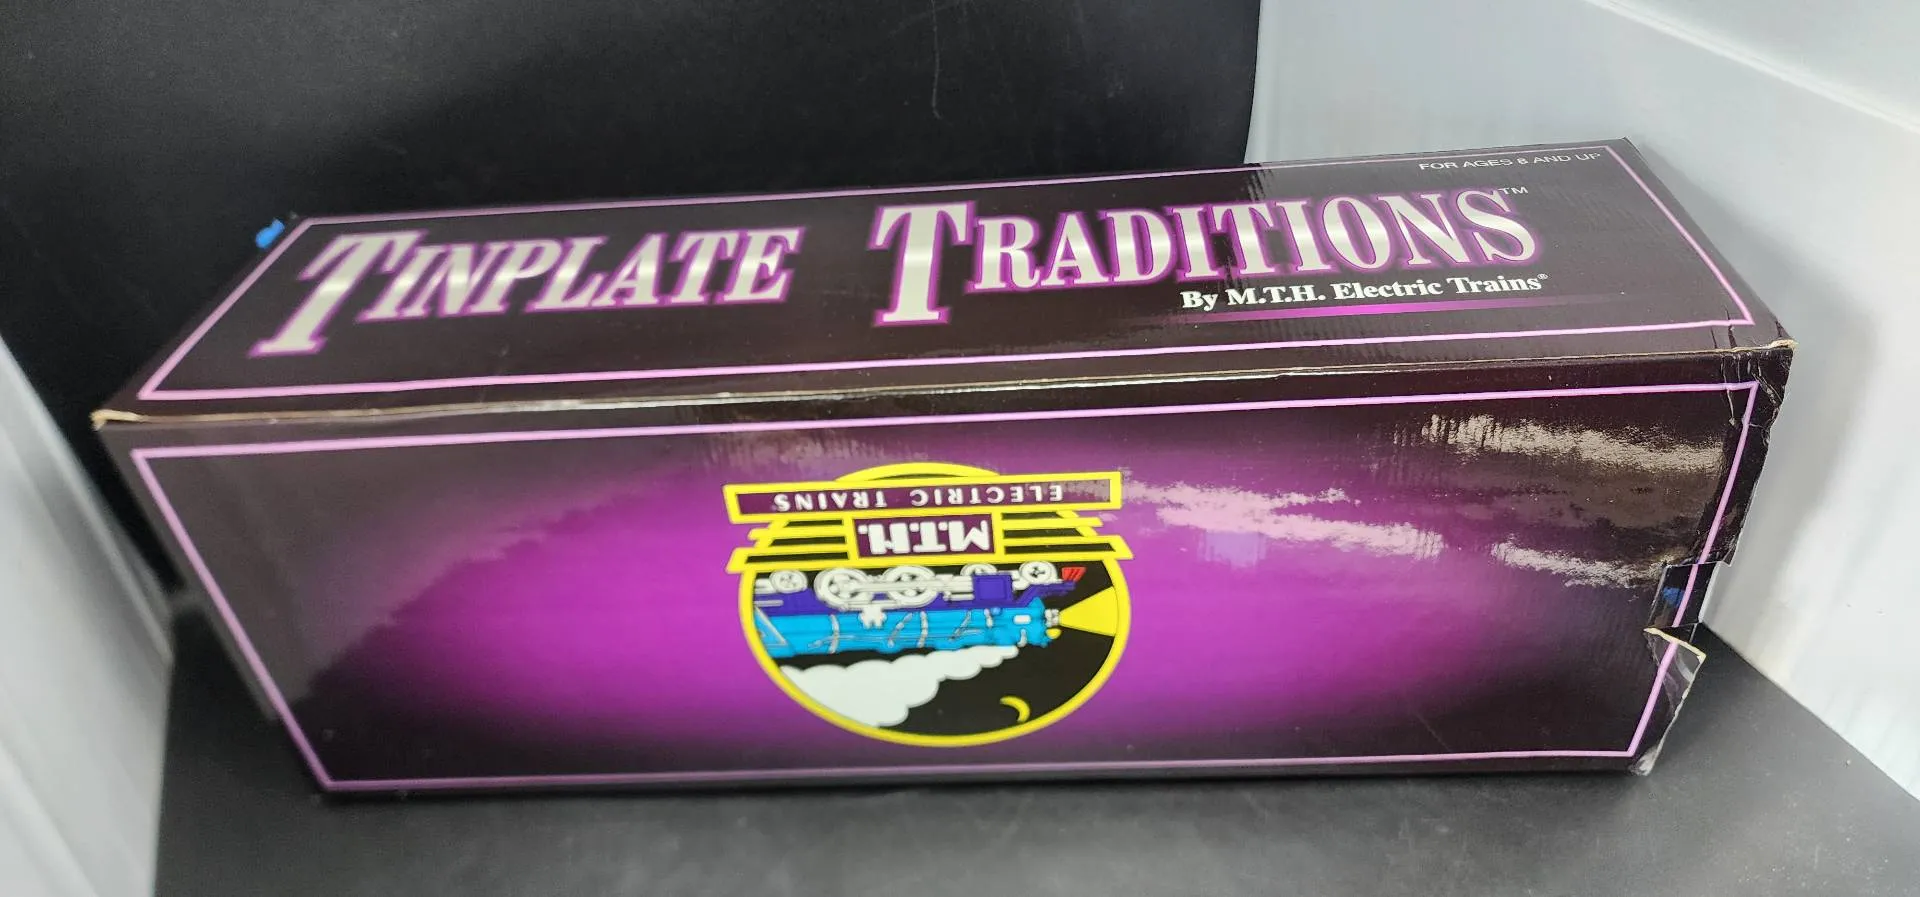 FOR AGES 8 AND UP
TINPLATE TRADITIONS™
By M.T.H. Electric Trains®
ELECTRIC TRAINS
M.T.H.